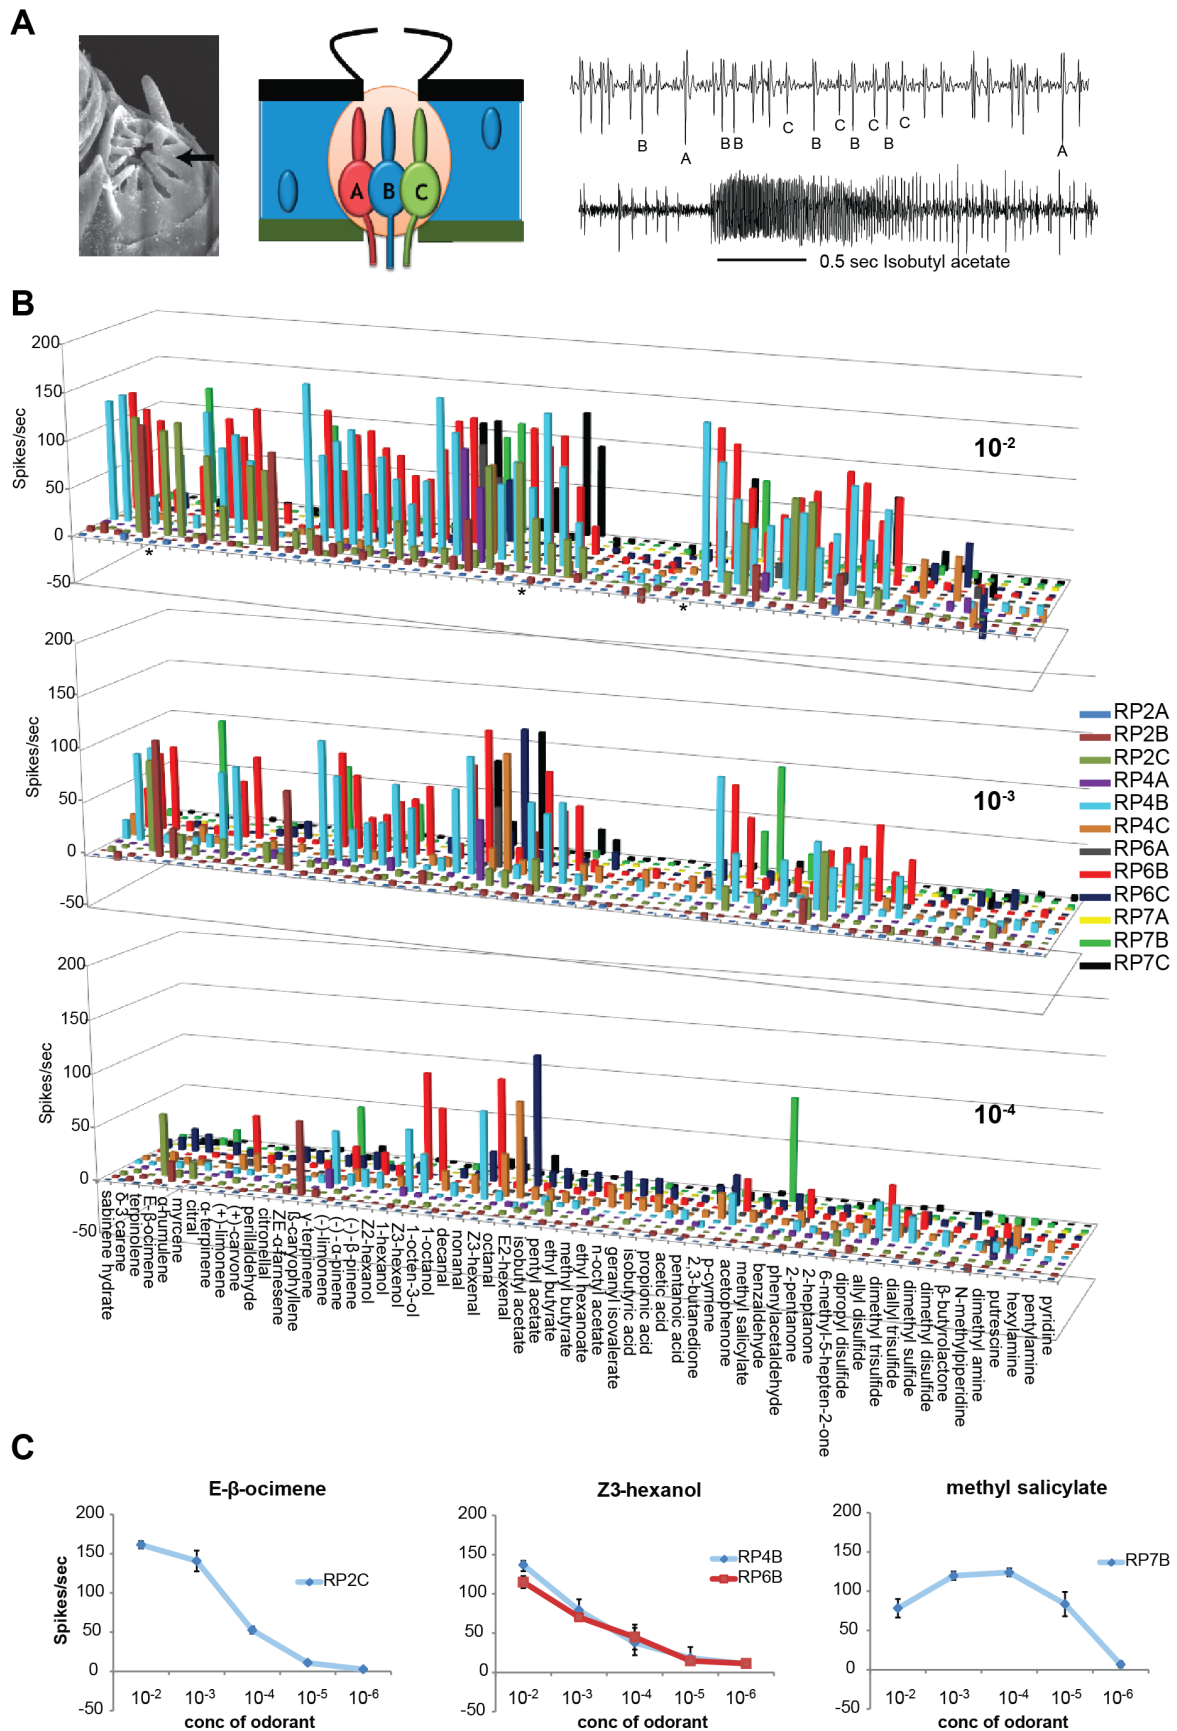 A
A B C
B A B B C B C B C B C A
0.5 sec Isobutyl acetate
B
200
150
100
50
0
-50
Spikes/sec
10-2
*
*
*
200
150
100
50
0
-50
Spikes/sec
10-3
RP2A
RP2B
RP2C
RP4A
RP4B
RP4C
RP6A
RP6B
RP6C
RP7A
RP7B
RP7C
200
150
100
50
0
-50
Spikes/sec
10-4
sabinene hydrate
δ-3-carene
terpinolene
E-β-ocimene
α-humulene
mycene
citral
α-terpinene
(+)-limonene
(+)-carvone
perillaldehyde
citronellal
ZE-α-farnesene
ß-caryophyllene
γ-terpinene
(-)-limonene
(-)-α-pinene
(-)-β-pinene
Z2-hexanol
1-hexanol
Z3-hexenol
1-octen-3-ol
1-octanol
decanal
nonanal
Z3-hexenal
octanal
E2-hexenal
isobutyl acetate
pentyl acetate
ethyl butyrate
methyl butyrate
ethyl hexanoate
n-octyl acetate
geranyl isovalerate
isobutyric acid
propionic acid
acetic acid
pentanoic acid
2,3-butanedione
p-cymene
acetophenone
methyl salicylate
benzaldehyde
phenylacetaldehyde
2-pentanone
2-heptanone
6-methyl-5-hepten-2-one
dipropyl disulfide
allyl disulfide
dimethyl trisulfide
diallyl trisulfide
dimethyl sulfide
dimethyl disulfide
β-butyrolactone
N-methylpiperidine
dimethyl amine
putrescine
hexylamine
pentylamine
pyridine
C
E-β-ocimene
200
150
100
50
0
-50
Spikes/sec
RP2C
10-2 10-3 10-4 10-5 10-6
conc of odorant
Z3-hexanol
200
150
100
50
0
-50
RP4B
RP6B
10-2 10-3 10-4 10-5 10-6
conc of odorant
methyl salicylate
200
150
100
50
0
-50
RP7B
10-2 10-3 10-4 10-5 10-6
conc of odorant